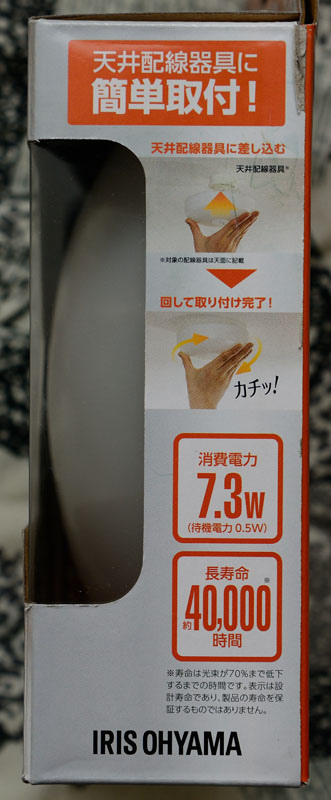 天井配線器具に
簡単取付！
天井配線器具に差し込む
天井配線器具※
※対象の配線器具は天面に記載
回して取り付け完了！
カチッ！
消費電力
7.3W
(待機電力 0.5W)
長寿命
約40,000※
時間
※寿命は光束が70%まで低下
するまでの時間です。表示は設
計寿命であり、製品の寿命を保
証するものではありません。
IRIS OHYAMA